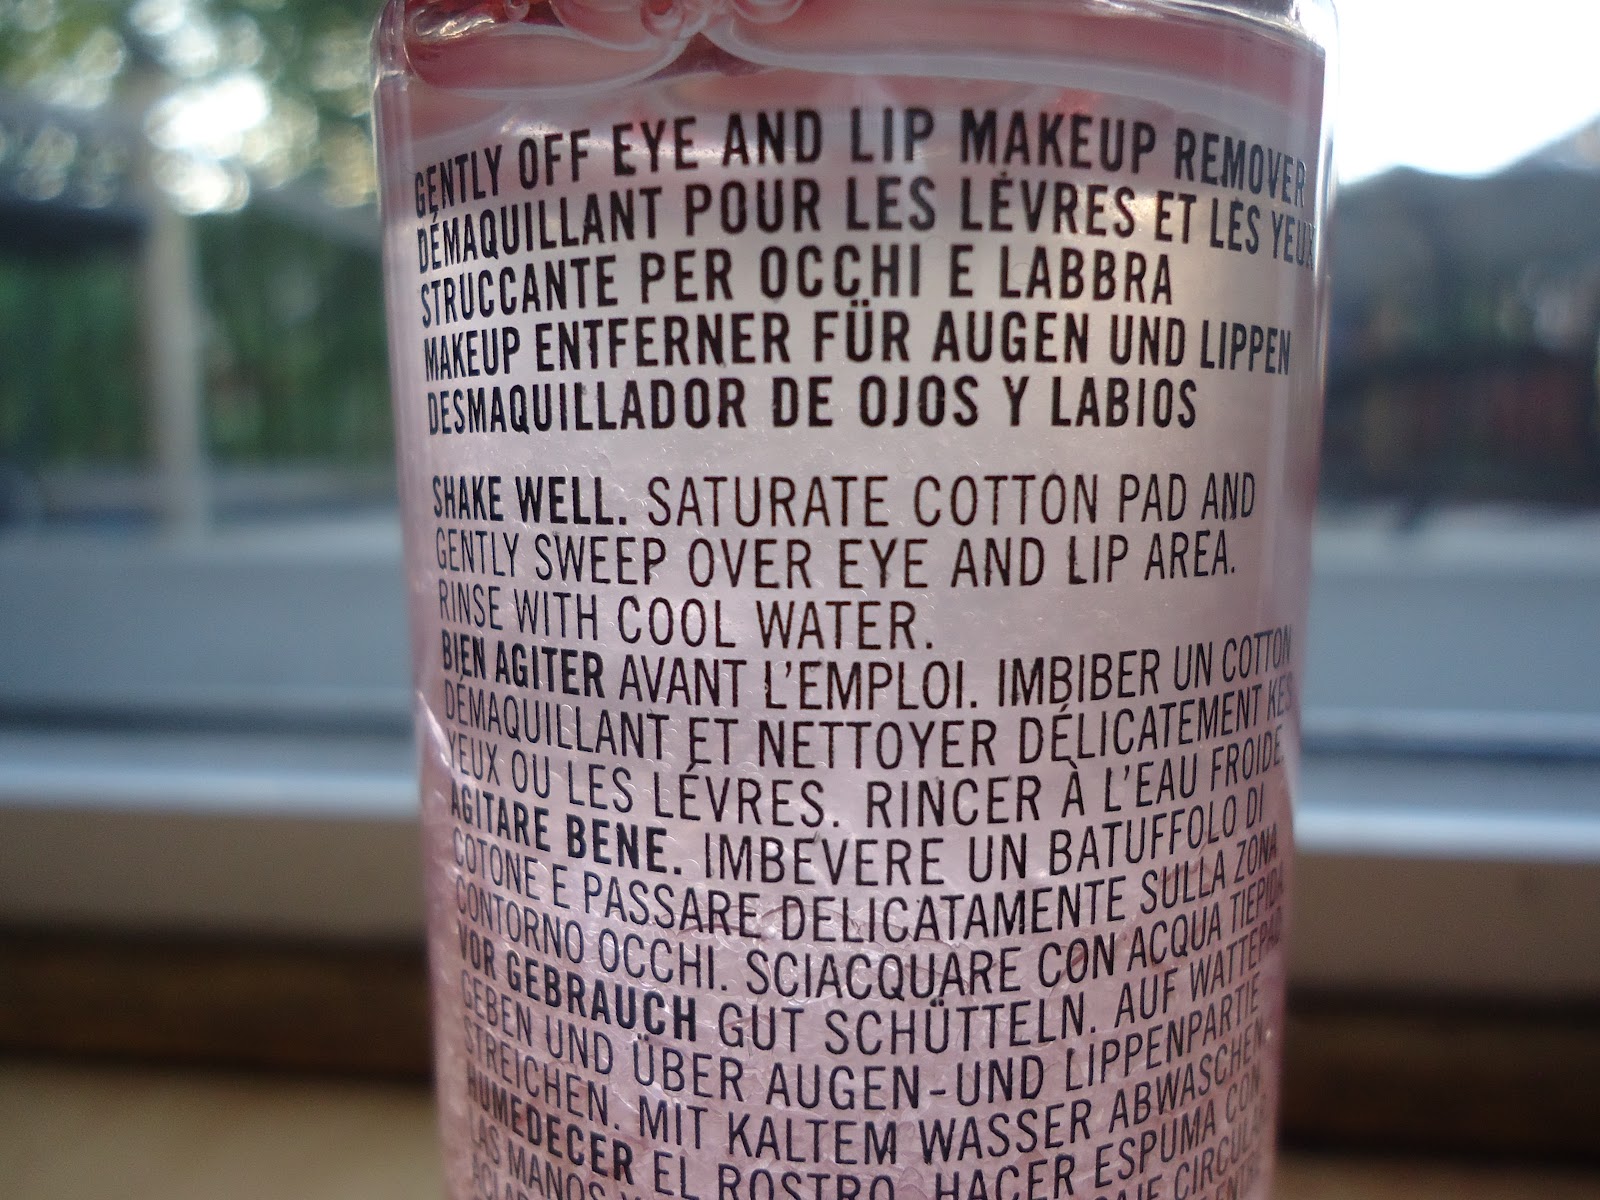 GENTLY OFF EYE AND LIP MAKEUP REMOVER
DÉMAQUILLANT POUR LES LÉVRES ET LES YEUX
STRUCCANTE PER OCCHI E LABBRA
MAKEUP ENTFERNER FÜR AUGEN UND LIPPEN
DESMAQUILLADOR DE OJOS Y LABIOS
SHAKE WELL. SATURATE COTTON PAD AND
GENTLY SWEEP OVER EYE AND LIP AREA.
RINSE WITH COOL WATER.
BIEN AGITER AVANT L'EMPLOI. IMBIBER UN COTTON
DÉMAQUILLANT ET NETTOYER DÉLICATEMENT KES
YEUX OU LES LÉVRES. RINCER À L'EAU FROIDE.
AGITARE BENE. IMBEVERE UN BATUFFOLO DI
COTONE E PASSARE DELICATAMENTE SULLA ZONA
CONTORNO OCCHI. SCIACQUARE CON ACQUA TIEPIDA
VOR GEBRAUCH GUT SCHÜTTELN. AUF WATTEPAD
GEBEN UND ÜBER AUGEN-UND LIPPENPARTIE
STREICHEN. MIT KALTEM WASSER ABWASCHEN.
HUMEDECER EL ROSTRO. HACER ESPUMA CON
LAS MANOS Y